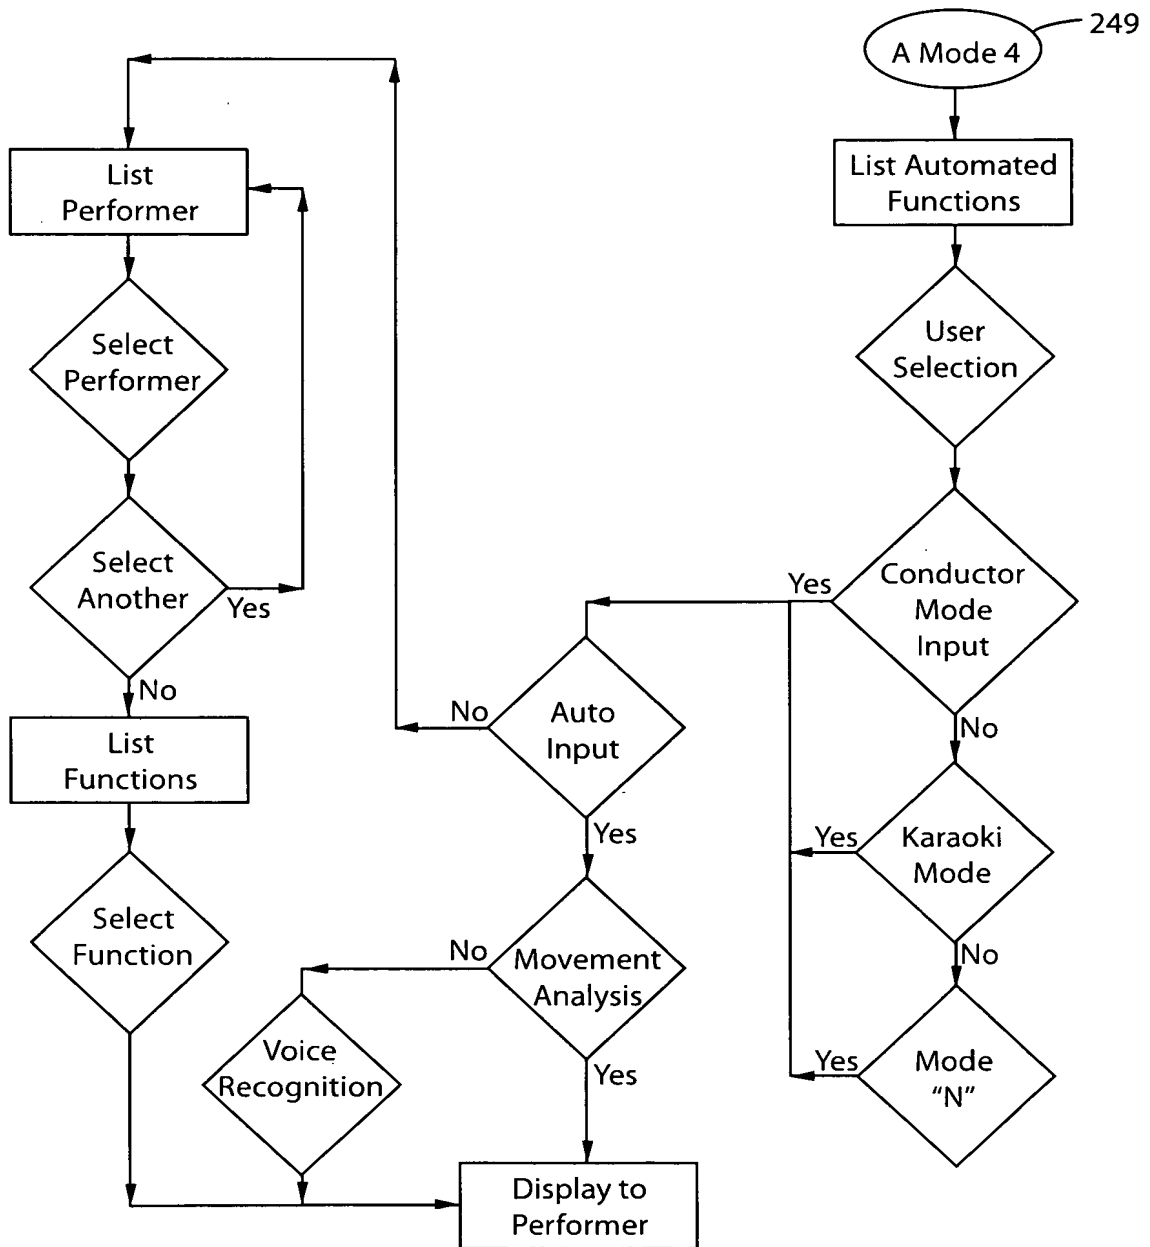 249
A Mode 4
List Automated
Functions
User
Selection
Conductor
Mode
Input
Yes
No
Karaoki
Mode
Yes
No
Mode
“N”
Yes
Auto
Input
No
Yes
Movement
Analysis
No
Yes
Voice
Recognition
List
Performer
Select
Performer
Select
Another
Yes
No
List
Functions
Select
Function
Display to
Performer